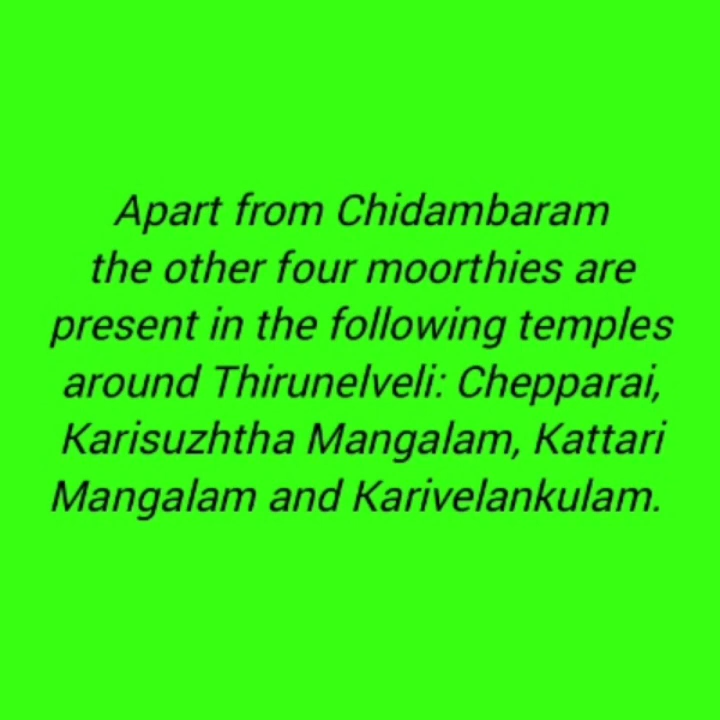 Apart from Chidambaram
the other four moorthies are
present in the following temples
around Thirunelveli: Chepparai,
Karisuzhtha Mangalam, Kattari
Mangalam and Karivelankulam.